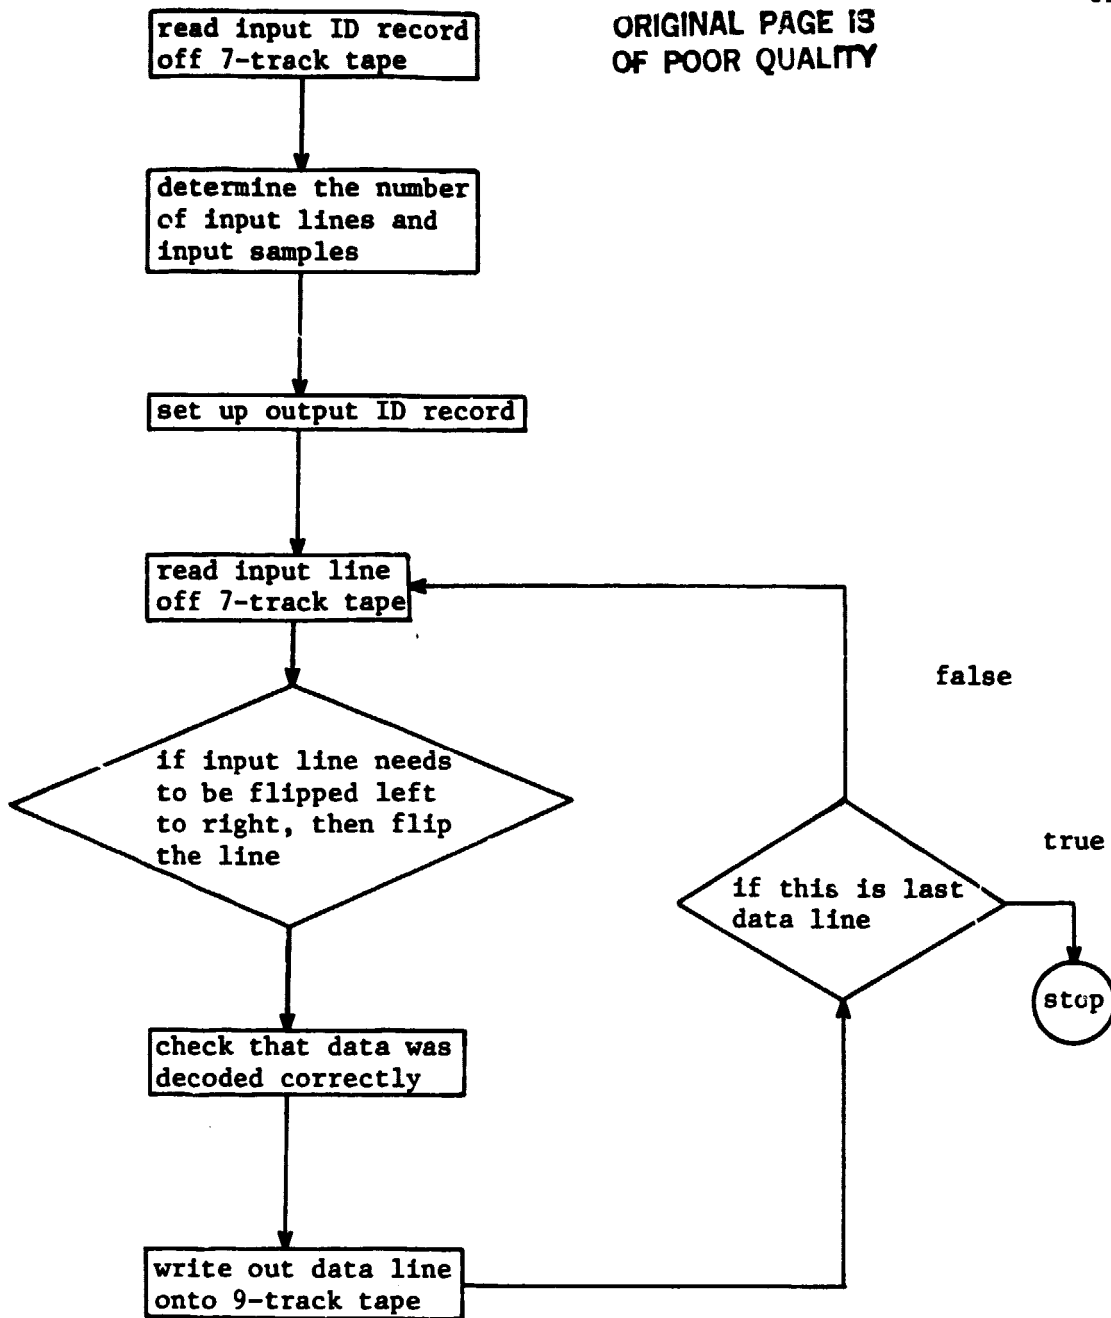 read input ID record
off 7-track tape
ORIGINAL PAGE IS
OF POOR QUALITY
determine the number
of input lines and
input samples
set up output ID record
read input line
off 7-track tape
false
if input line needs
to be flipped left
to right, then flip
the line
true
if this is last
data line
stop
check that data was
decoded correctly
write out data line
onto 9-track tape